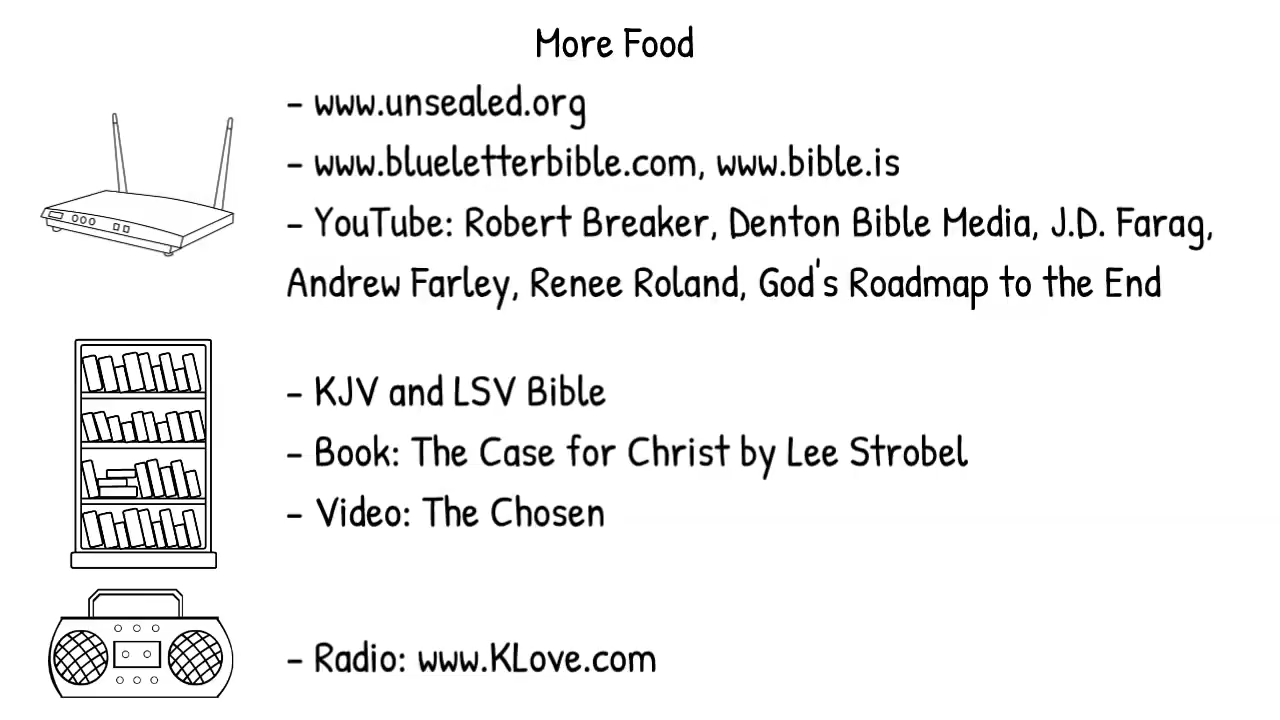 More Food
- www.unsealed.org
- www.blueletterbible.com, www.bible.is
- YouTube: Robert Breaker, Denton Bible Media, J.D. Farag,
Andrew Farley, Renee Roland, God's Roadmap to the End
- KJV and LSV Bible
- Book: The Case for Christ by Lee Strobel
- Video: The Chosen
- Radio: www.KLove.com